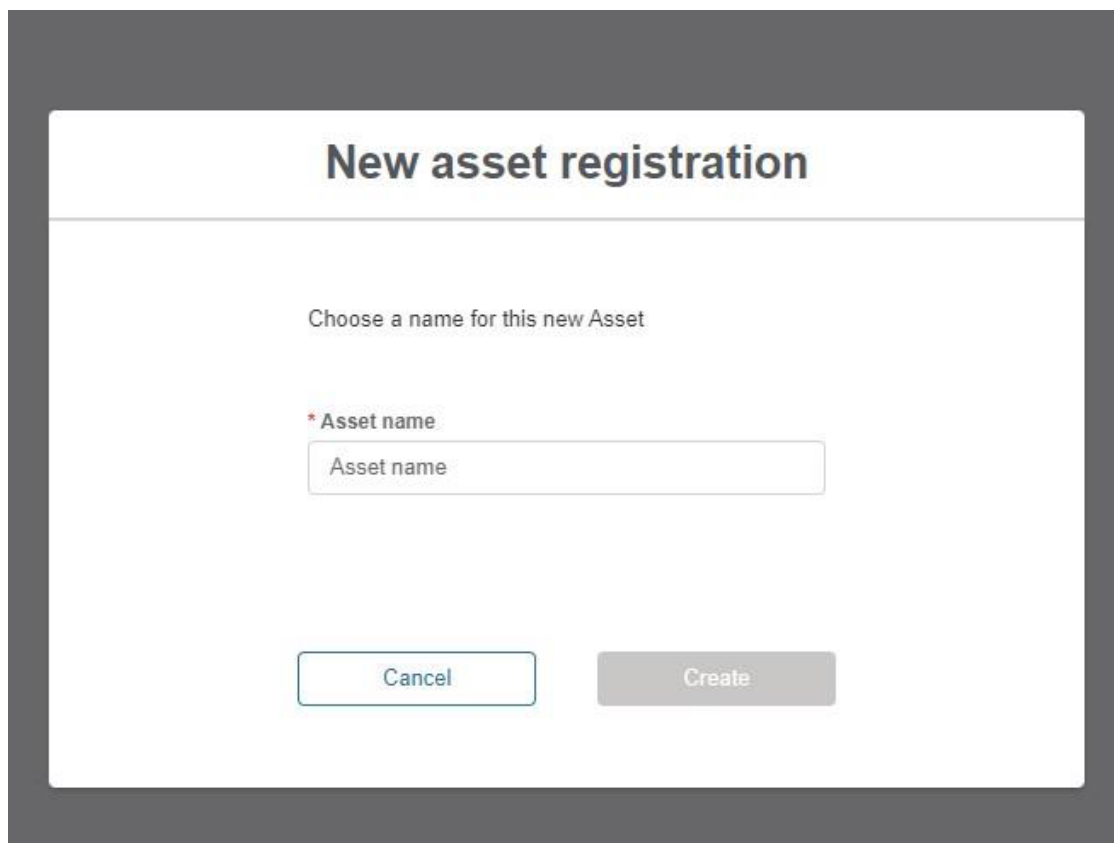 New asset registration
Choose a name for this new Asset
* Asset name
Asset name
Cancel
Create